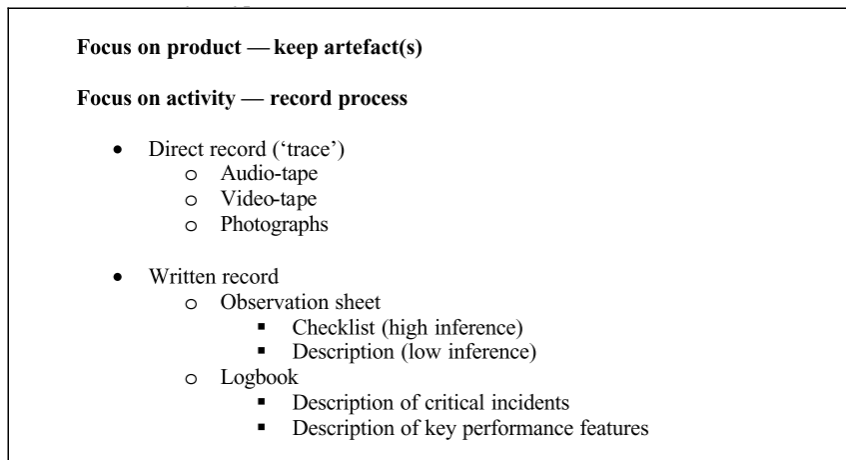 Focus on product — keep artefact(s)
Focus on activity — record process
• Direct record (‘trace’)
o Audio-tape
o Video-tape
o Photographs
• Written record
o Observation sheet
▪ Checklist (high inference)
▪ Description (low inference)
o Logbook
▪ Description of critical incidents
▪ Description of key performance features